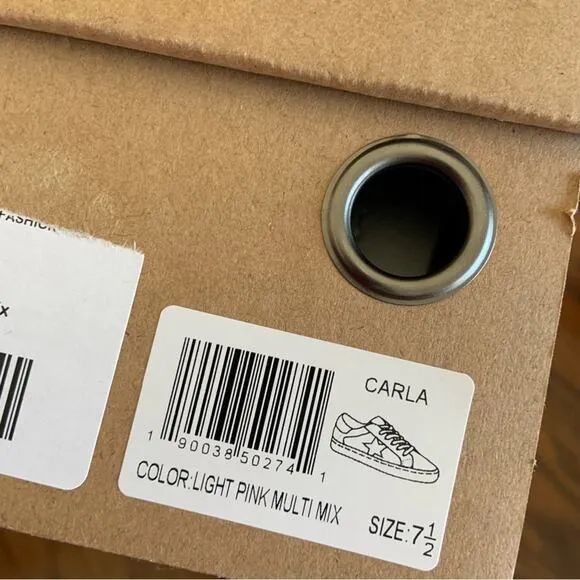 FASHION
x
CARLA
1 90038 50274 1
COLOR:LIGHT PINK MULTI MIX
SIZE:7 1/2